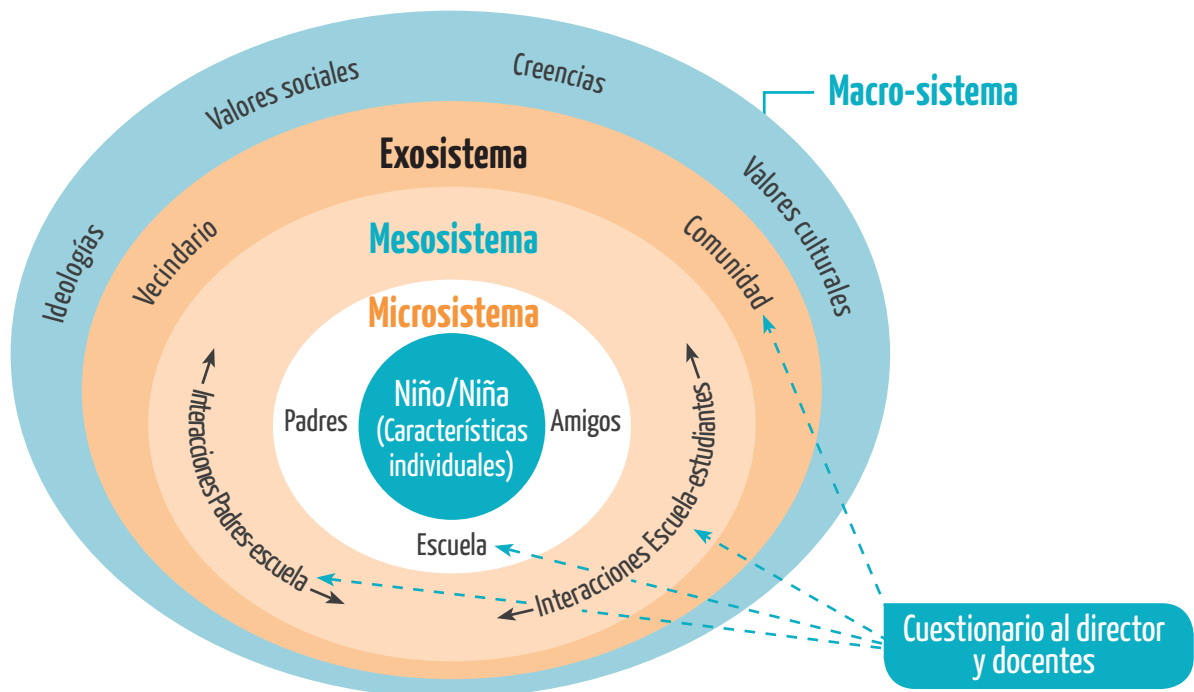 Valores sociales
Creencias
Macro-sistema
Exosistema
Valores culturales
Ideologías
Vecindario
Mesosistema
Comunidad
Microsistema
Niño/Niña
(Características
individuales)
Padres
Amigos
Escuela
Interacciones Padres-escuela
Interacciones Escuela-estudiantes
Cuestionario al director
y docentes